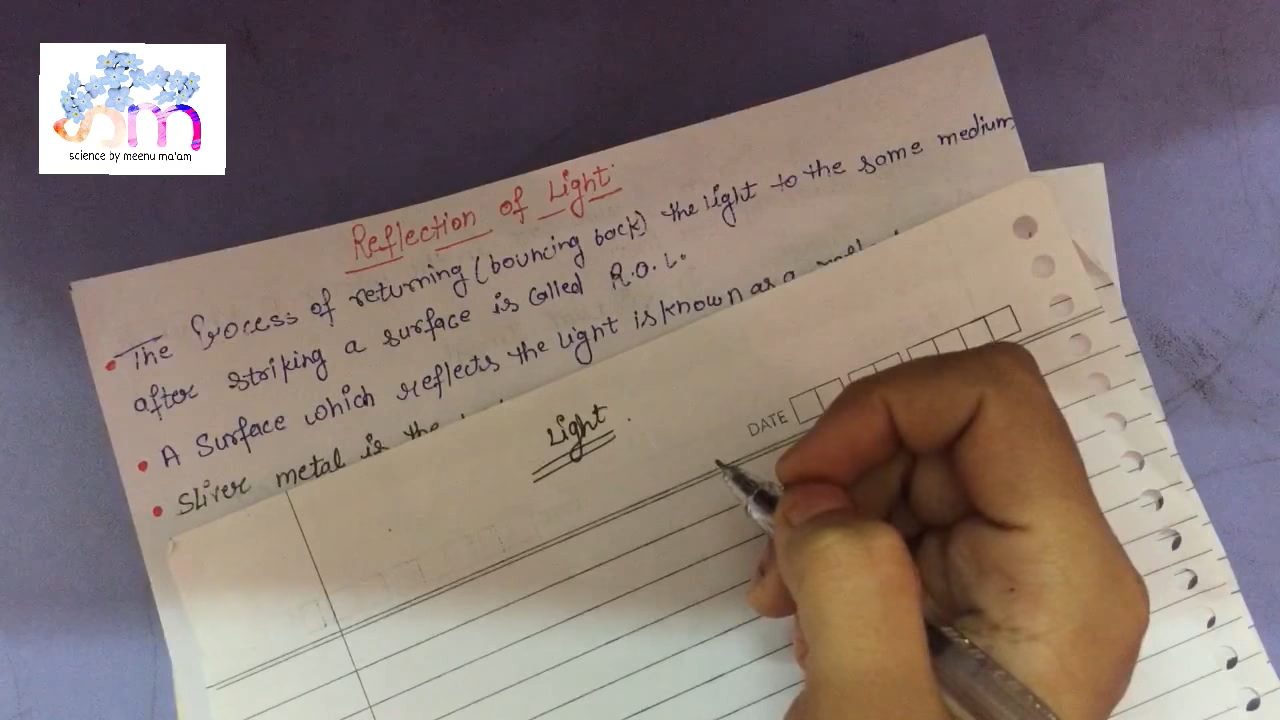 science by meenu ma'am
Reflection of Light
The Process of returning (bouncing back) the light to the some medium
after striking a surface is called R.O.L.
A Surface which reflects the light is known as a
Sliver metal is the
Light
DATE